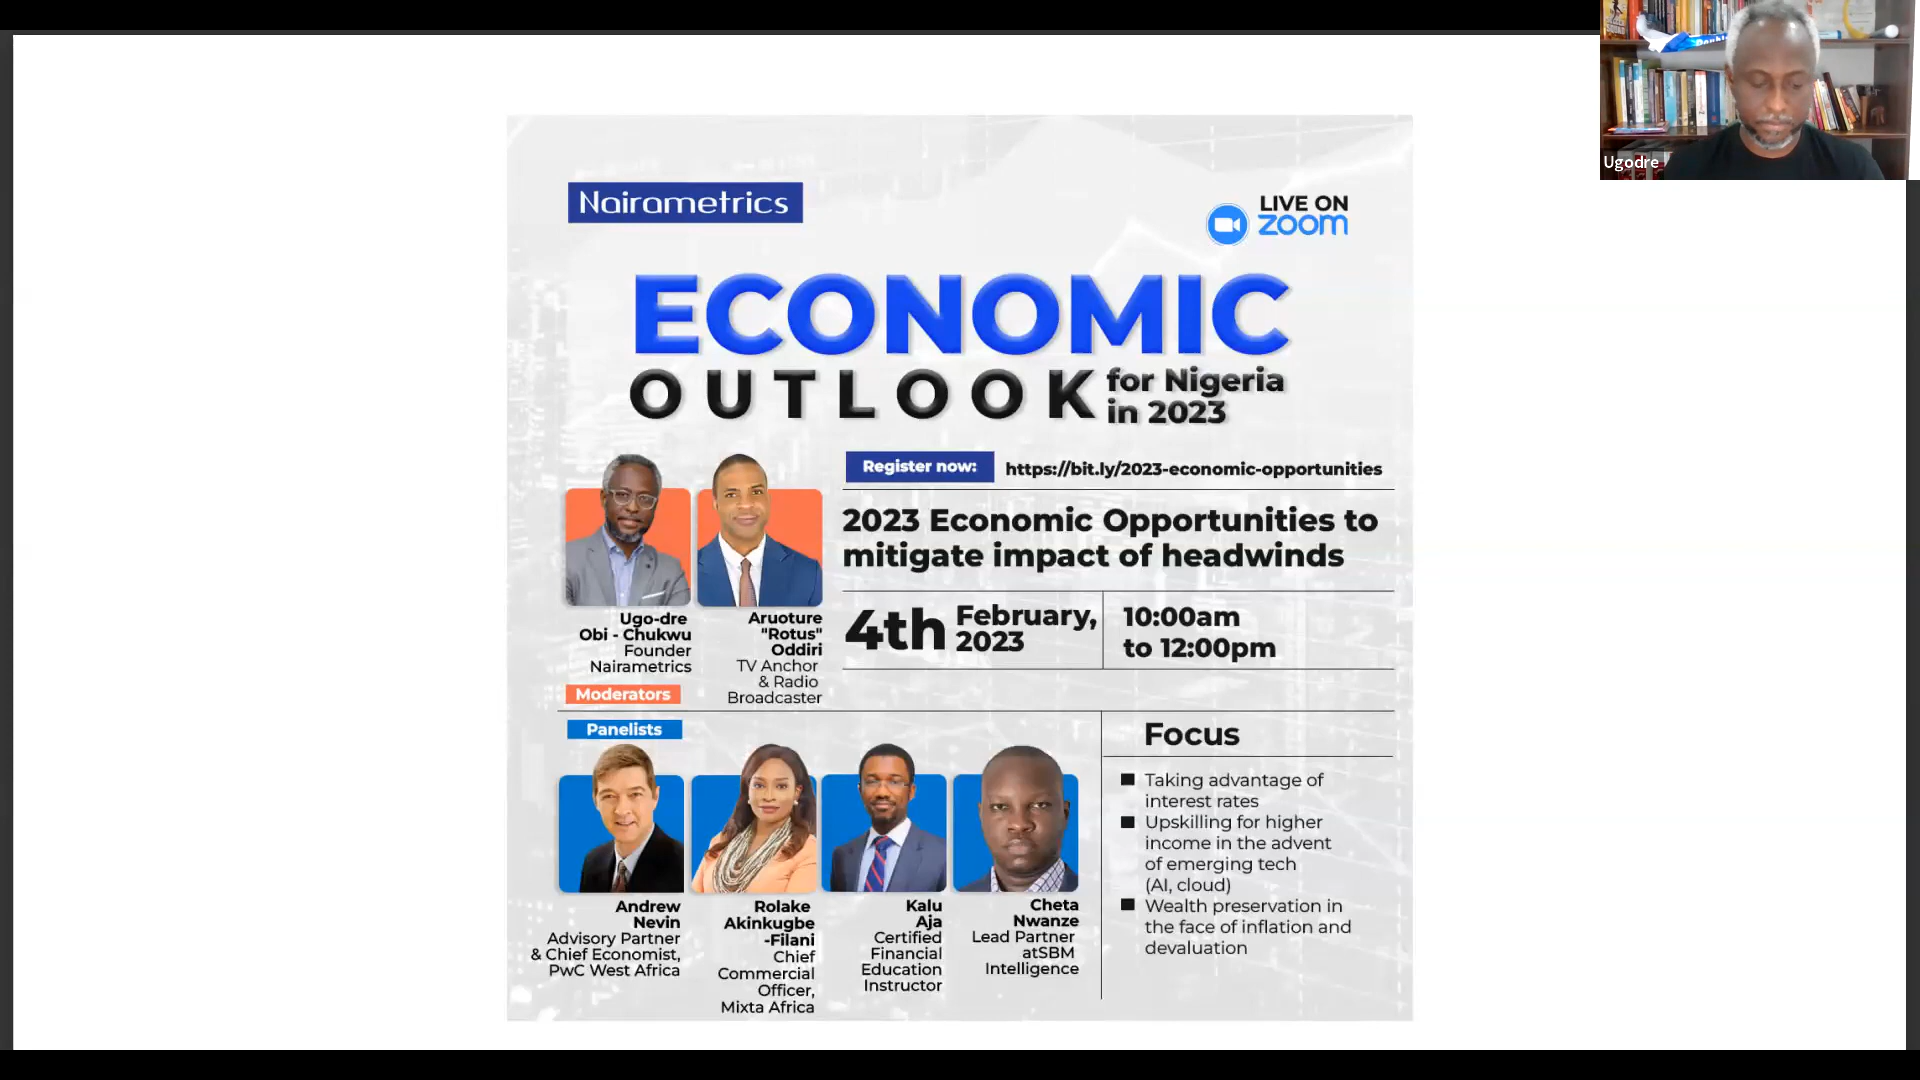 Ugodre
Nairametrics
LIVE ON
zoom
ECONOMIC
OUTLOOK for Nigeria
in 2023
Register now: https://bit.ly/2023-economic-opportunities
2023 Economic Opportunities to
mitigate impact of headwinds
4th February,
2023
10:00am
to 12:00pm
Ugo-dre
Obi - Chukwu
Founder
Nairametrics
Aruoture
"Rotus"
Oddiri
TV Anchor
& Radio
Broadcaster
Moderators
Panelists
Andrew
Nevin
Advisory Partner
& Chief Economist,
PwC West Africa
Rolake
Akinkugbe
-Filani
Chief
Commercial
Officer,
Mixta Africa
Kalu
Aja
Certified
Financial
Education
Instructor
Cheta
Nwanze
Lead Partner
atSBM
Intelligence
Focus
Taking advantage of
interest rates
Upskilling for higher
income in the advent
of emerging tech
(AI, cloud)
Wealth preservation in
the face of inflation and
devaluation